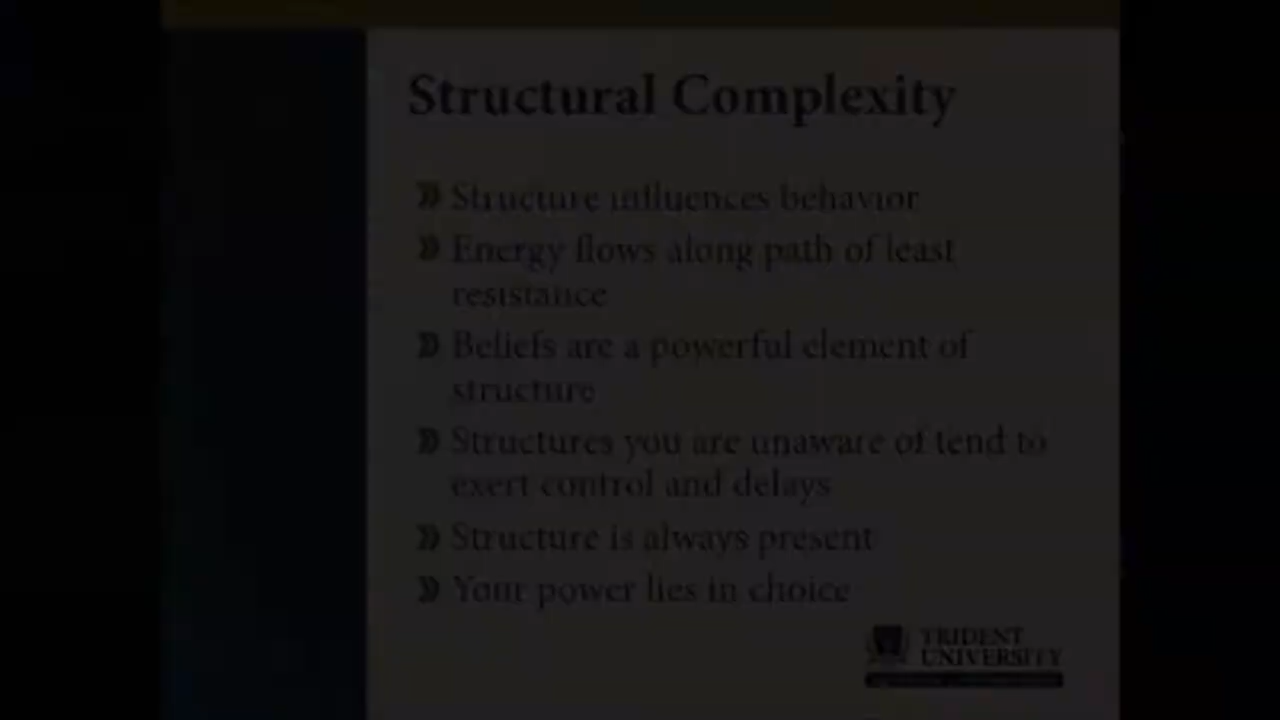 Structural Complexity
» Structure influences behavior
» Energy flows along path of least
resistance
» Beliefs are a powerful element of
structure
» Structures you are unaware of tend to
exert control and delays
» Structure is always present
» Your power lies in choice
TRIDENT
UNIVERSITY